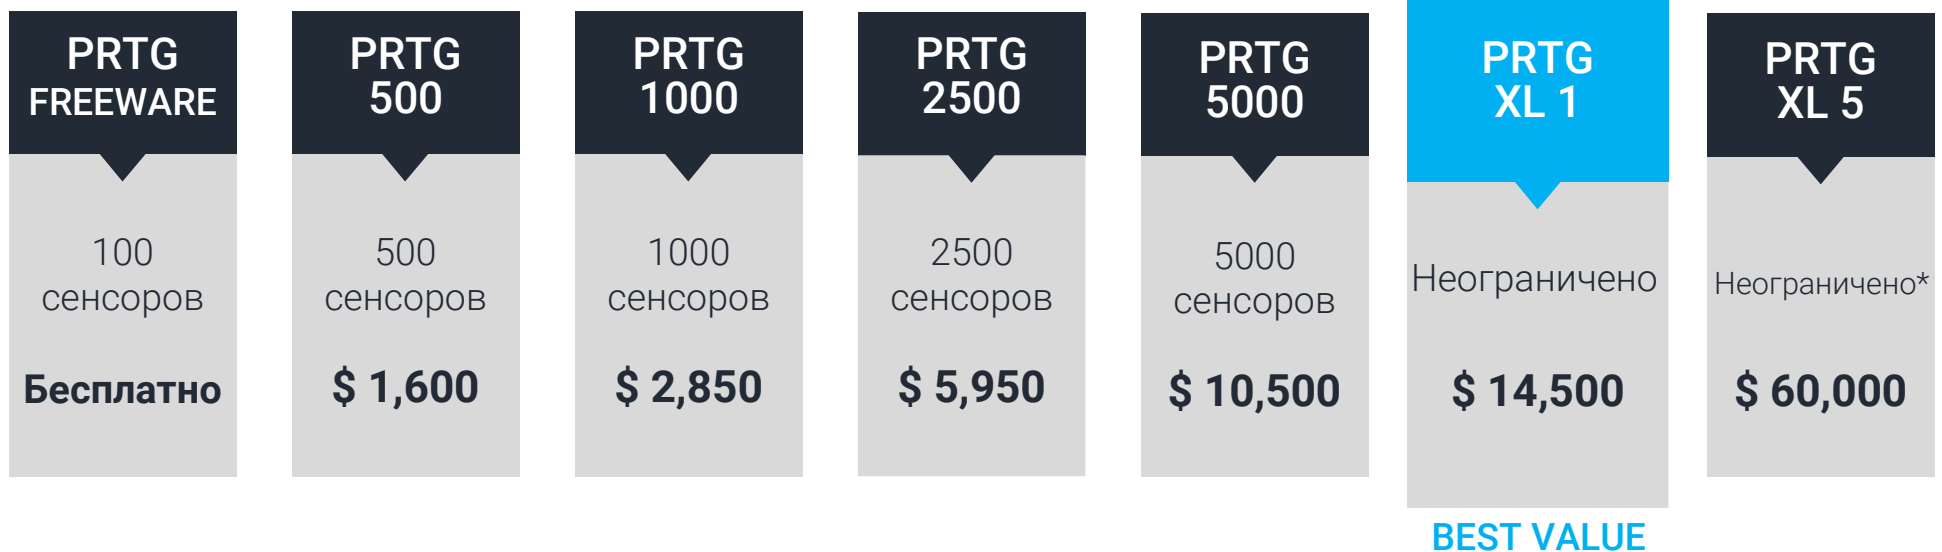 PRTG
FREEWARE
100
сенсоров
Бесплатно
PRTG
500
500
сенсоров
$ 1,600
PRTG
1000
1000
сенсоров
$ 2,850
PRTG
2500
2500
сенсоров
$ 5,950
PRTG
5000
5000
сенсоров
$ 10,500
PRTG
XL 1
Неограничено
$ 14,500
BEST VALUE
PRTG
XL 5
Неограничено*
$ 60,000